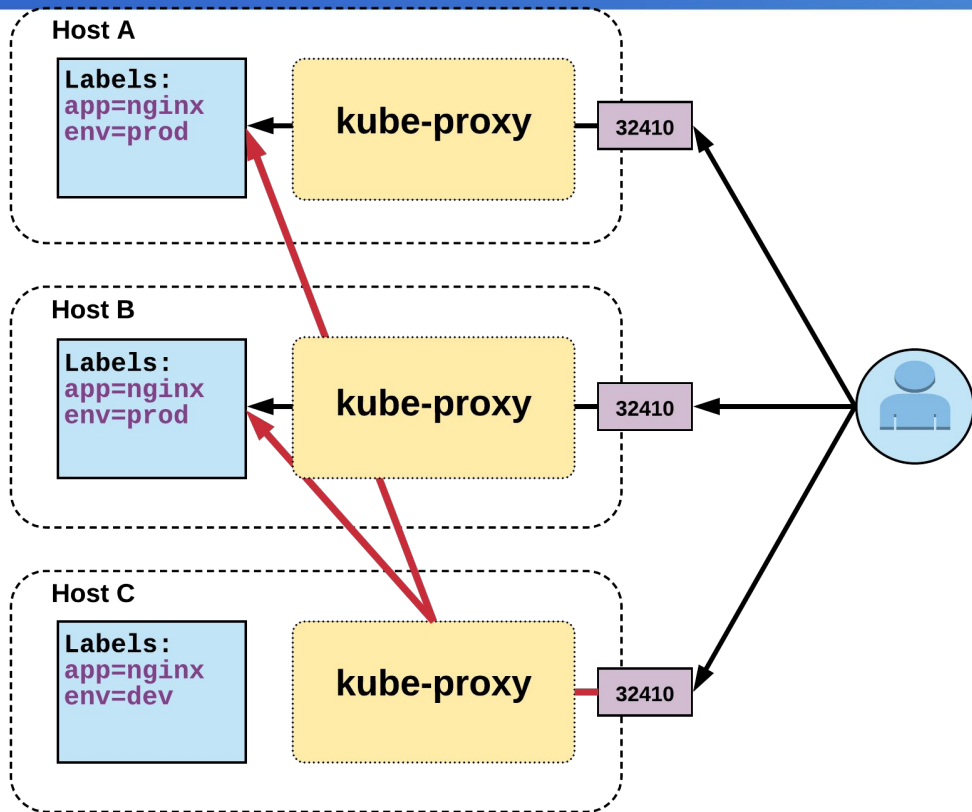 Host A
Labels:
app=nginx
env=prod
kube-proxy
32410
Host B
Labels:
app=nginx
env=prod
kube-proxy
32410
Host C
Labels:
app=nginx
env=dev
kube-proxy
32410